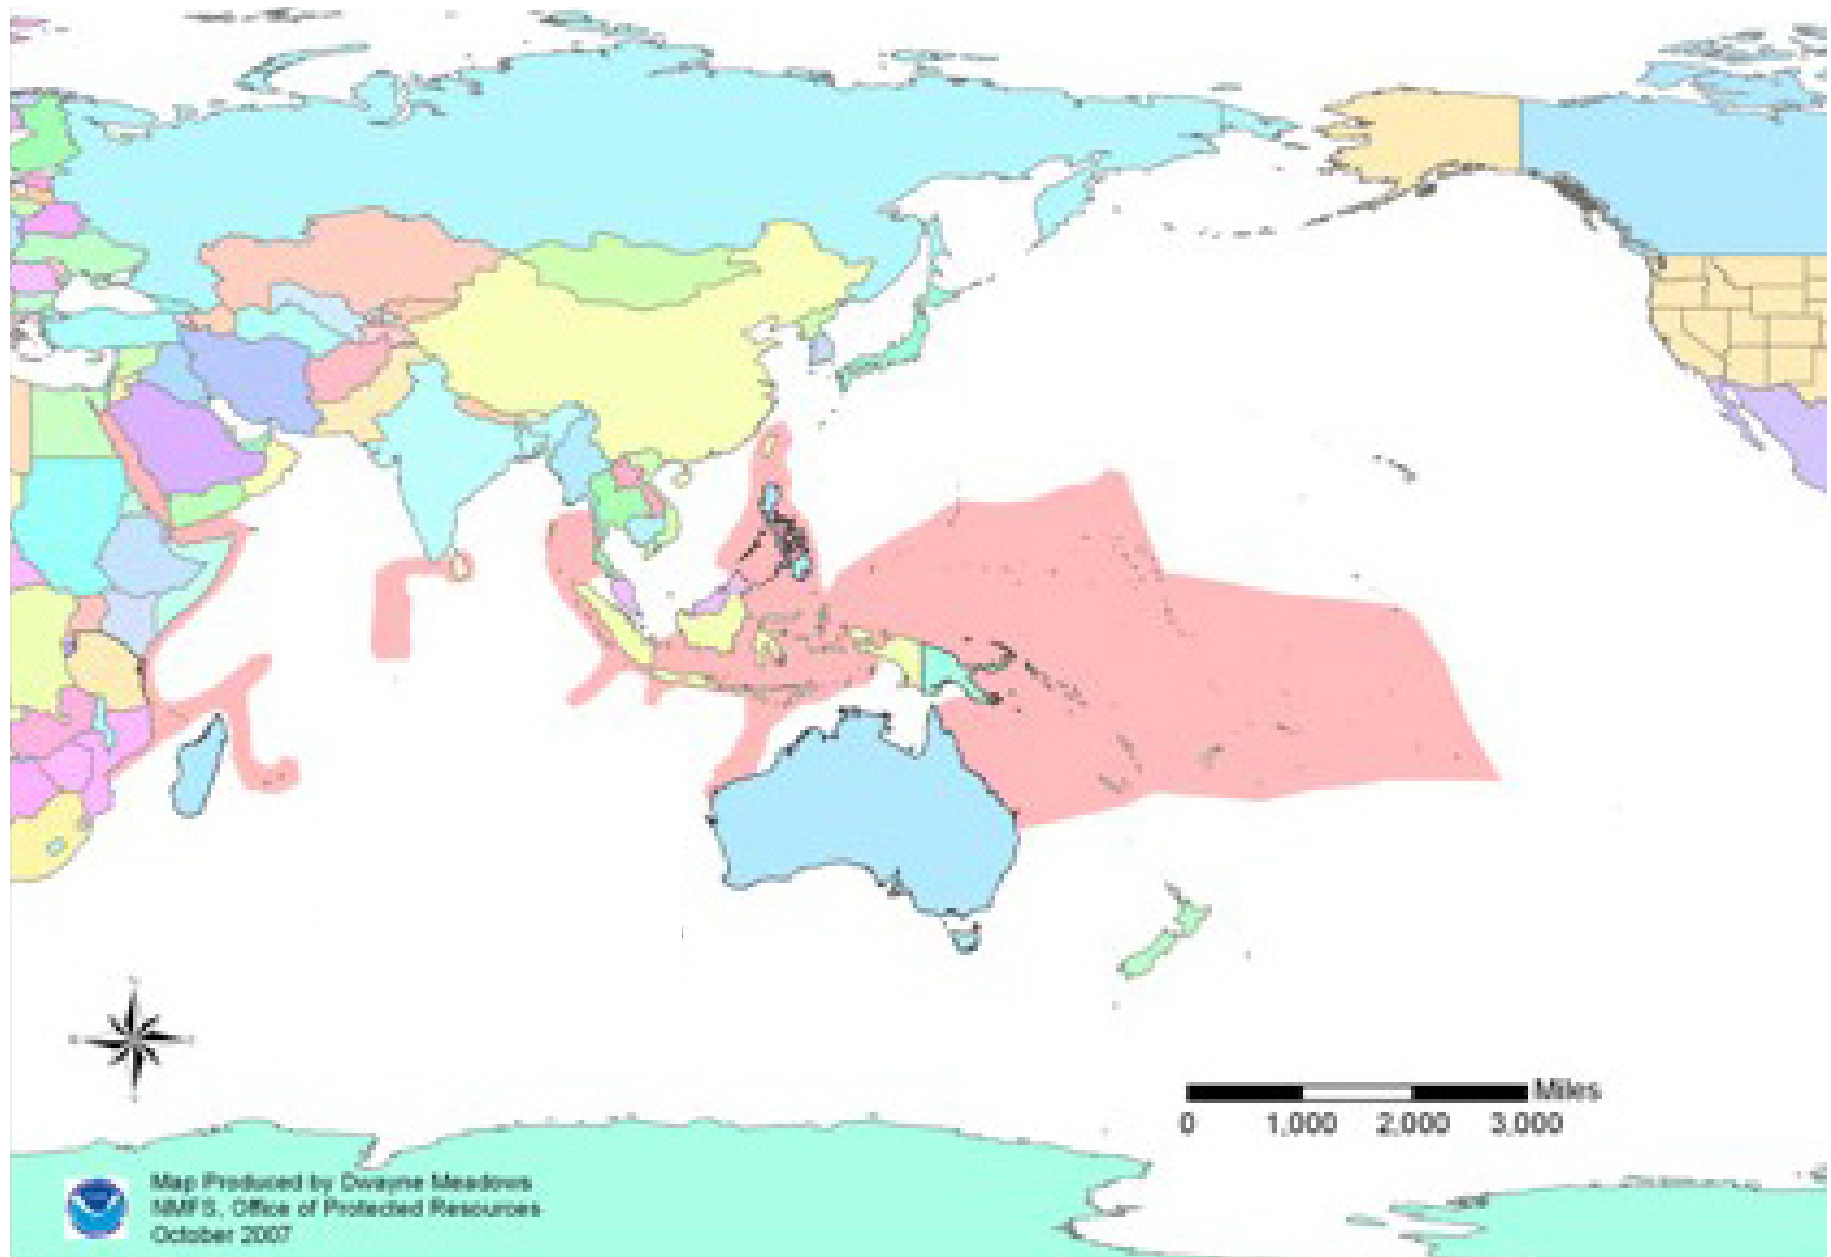 Miles
0 1,000 2,000 3,000
Map Produced by Dwayne Meadows
NMFS, Office of Protected Resources
October 2007